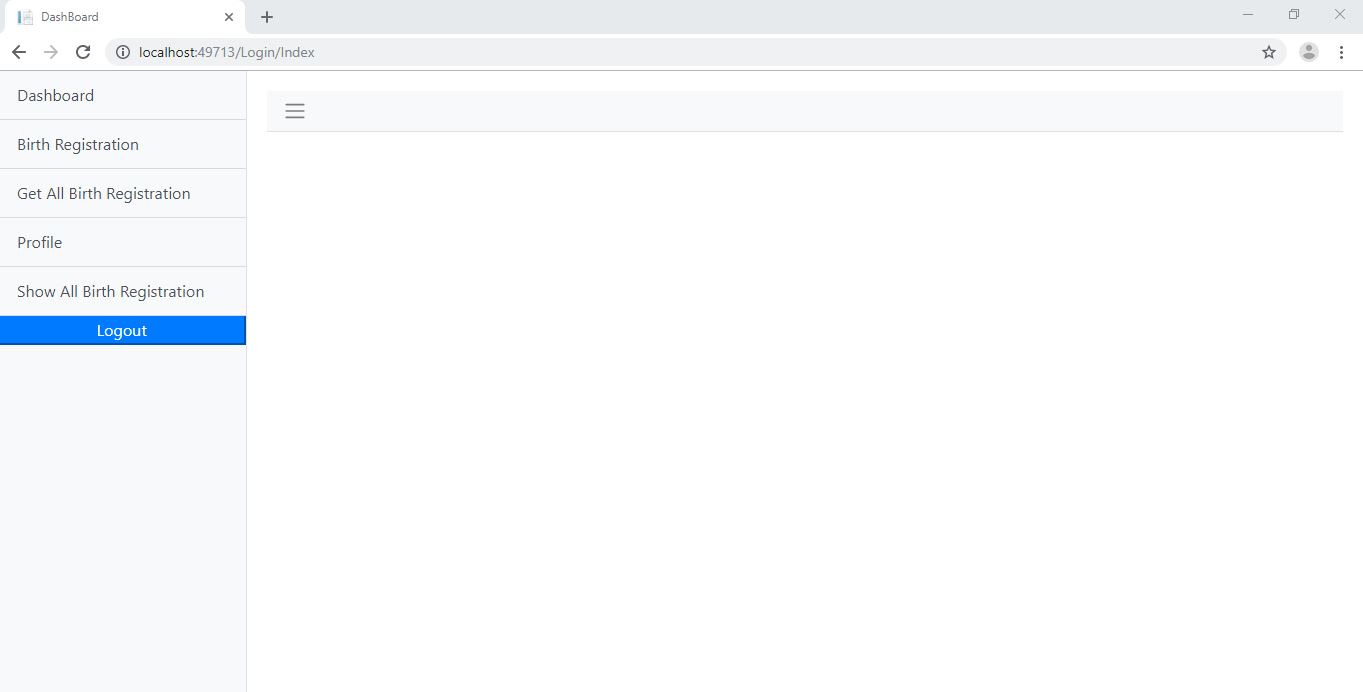 DashBoard
localhost:49713/Login/Index
Dashboard
Birth Registration
Get All Birth Registration
Profile
Show All Birth Registration
Logout